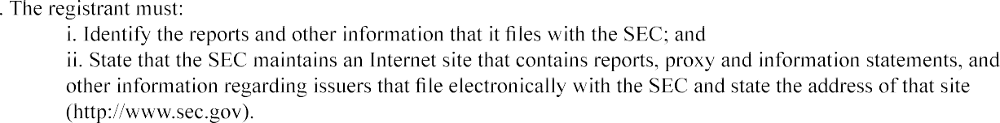 . The registrant must:
i. Identify the reports and other information that it files with the SEC; and
ii. State that the SEC maintains an Internet site that contains reports, proxy and information statements, and
other information regarding issuers that file electronically with the SEC and state the address of that site
(http://www.sec.gov).